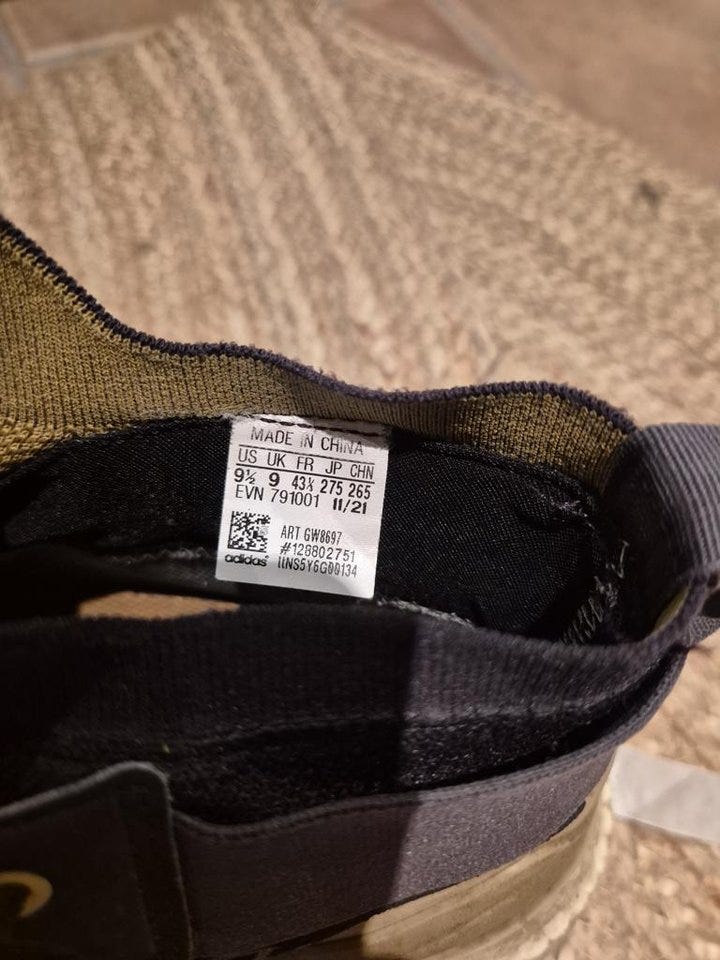 MADE IN CHINA
US UK FR JP CHN
9½ 9 43⅓ 275 265
EVN 791001 11/21
ART GW8697
#128802751
adidas